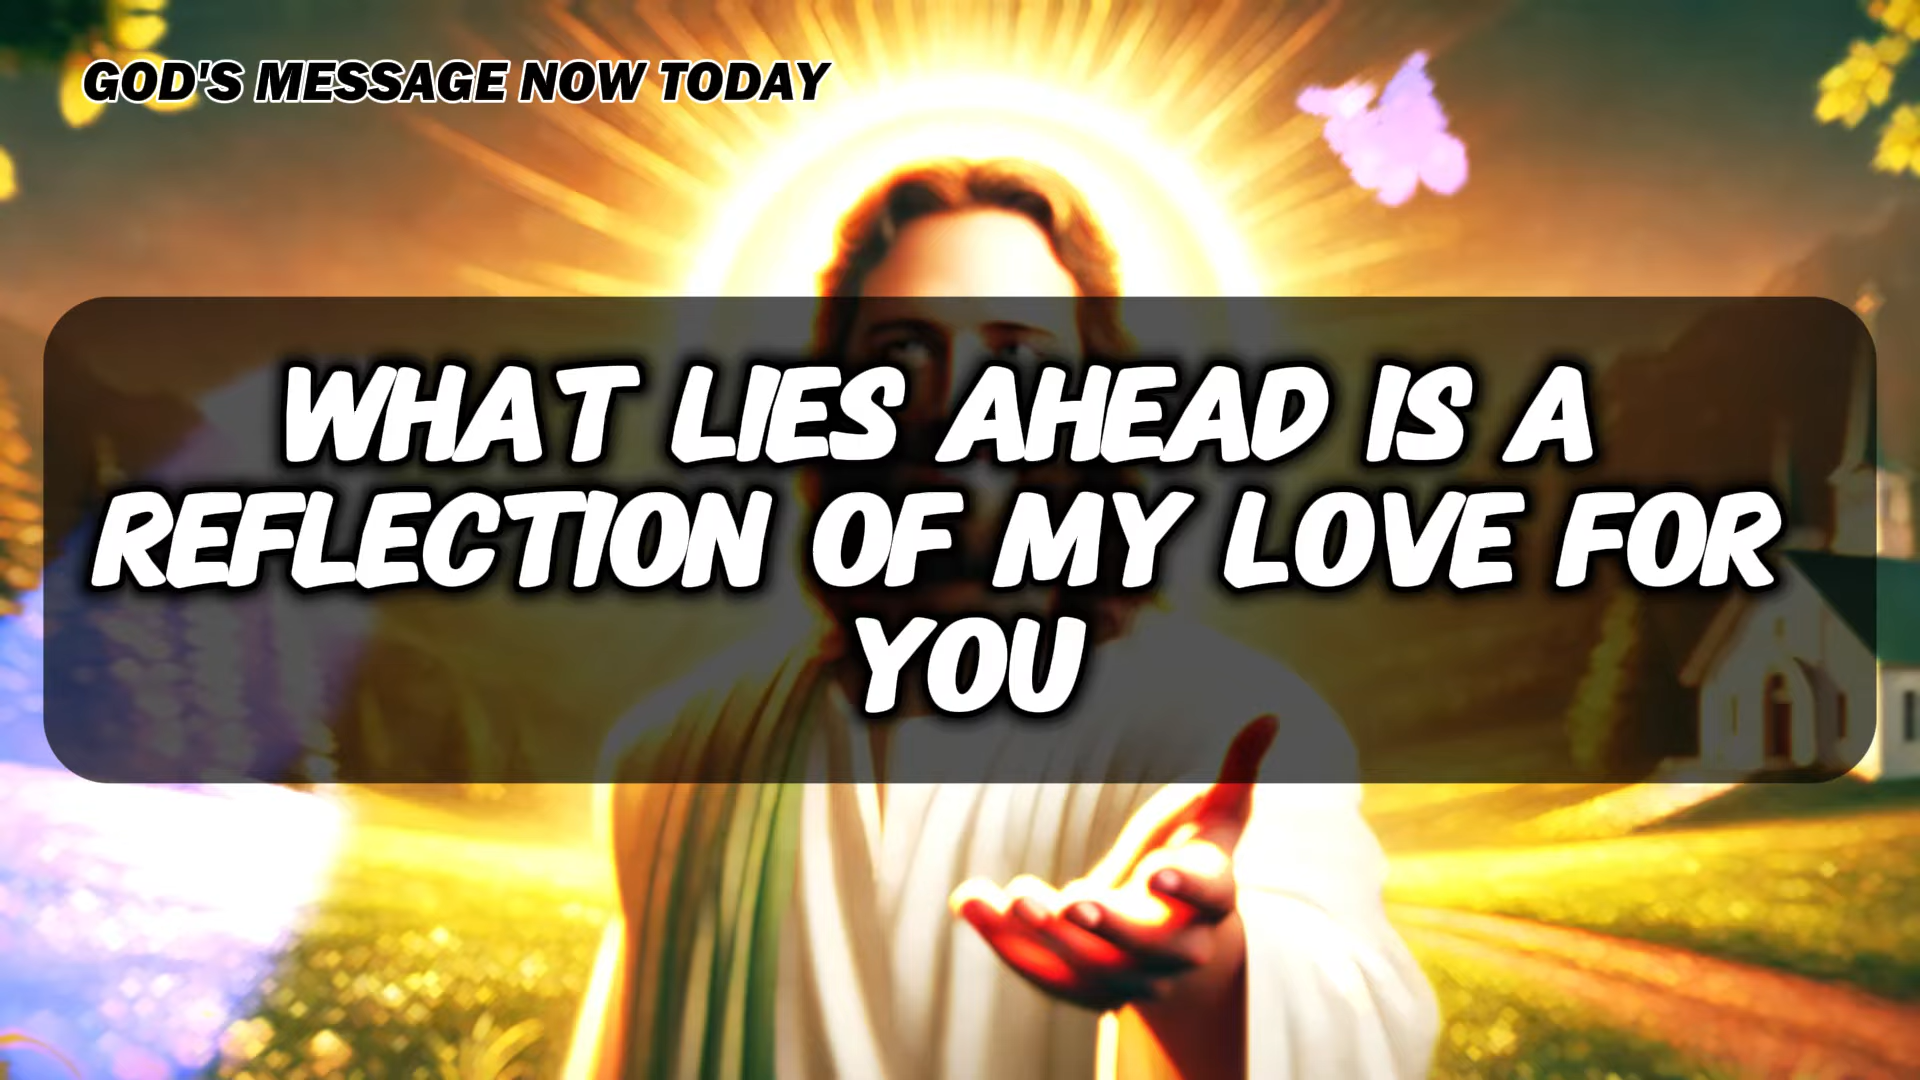 GOD'S MESSAGE NOW TODAY
WHAT LIES AHEAD IS A
REFLECTION OF MY LOVE FOR
YOU